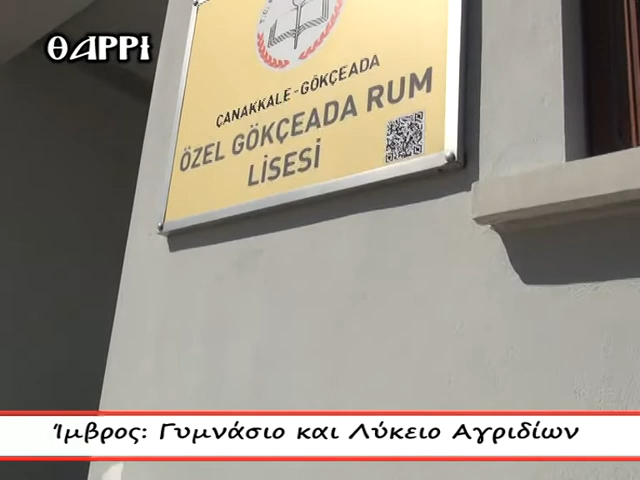 ΘΑΡΡΙ
T.C.
ÇANAKKALE-GÖKÇEADA
ÖZEL GÖKÇEADA RUM
LİSESİ
Ίμβρος: Γυμνάσιο και Λύκειο Αγριδίων